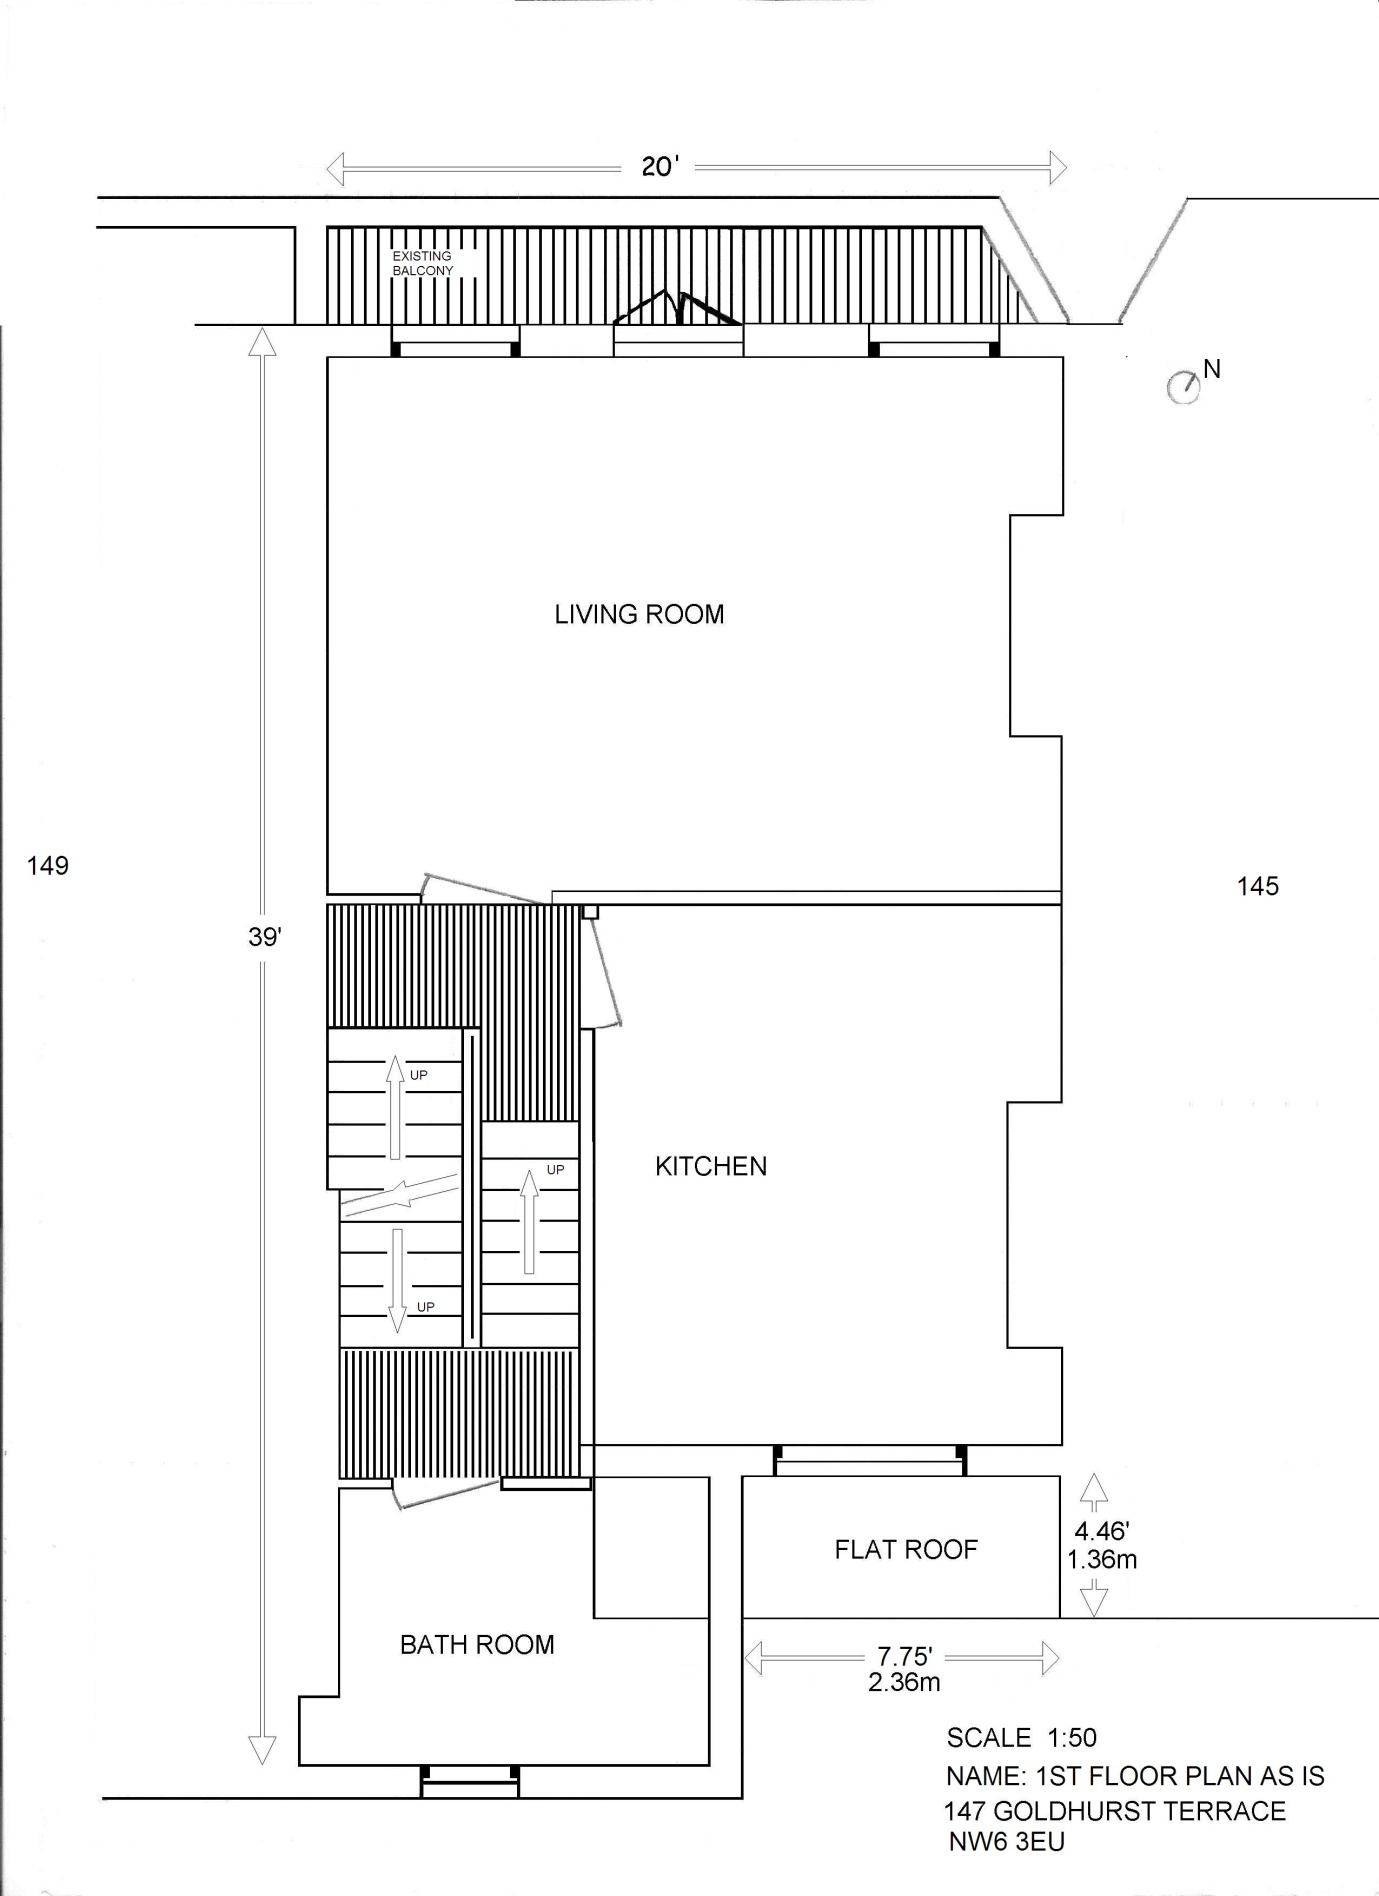 20'
EXISTING
BALCONY
N
LIVING ROOM
149
145
39'
UP
KITCHEN
UP
UP
4.46'
1.36m
FLAT ROOF
BATH ROOM
7.75'
2.36m
SCALE 1:50
NAME: 1ST FLOOR PLAN AS IS
147 GOLDHURST TERRACE
NW6 3EU